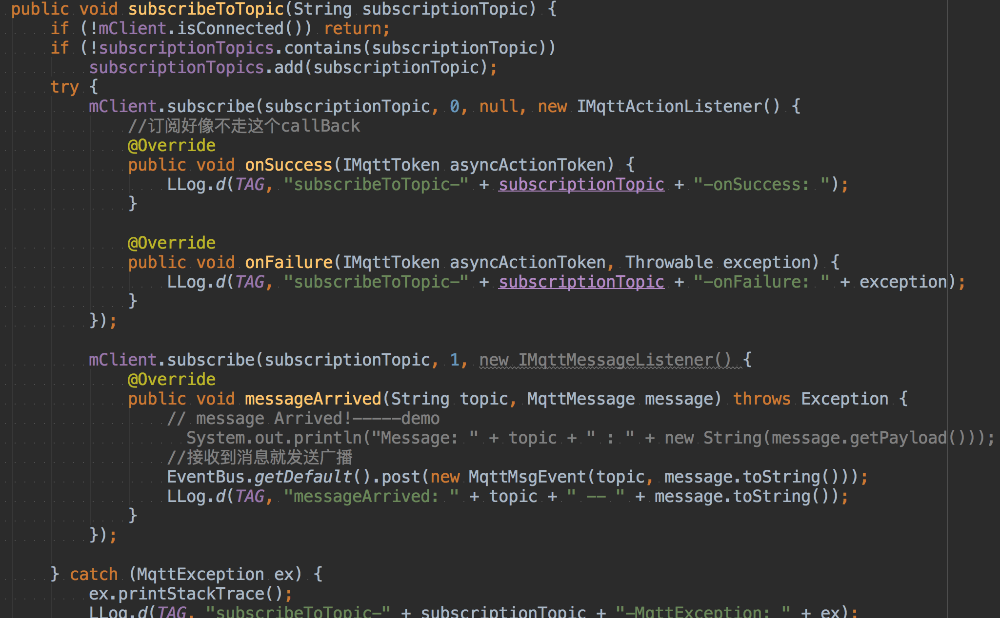 public void subscribeToTopic(String subscriptionTopic) {
if (!mClient.isConnected()) return;
if (!subscriptionTopics.contains(subscriptionTopic))
subscriptionTopics.add(subscriptionTopic);
try {
mClient.subscribe(subscriptionTopic, 0, null, new IMqttActionListener() {
//订阅好像不走这个callBack
@Override
public void onSuccess(IMqttToken asyncActionToken) {
LLog.d(TAG, "subscribeToTopic-" + subscriptionTopic + "-onSuccess: ");
}
@Override
public void onFailure(IMqttToken asyncActionToken, Throwable exception) {
LLog.d(TAG, "subscribeToTopic-" + subscriptionTopic + "-onFailure: " + exception);
}
});
mClient.subscribe(subscriptionTopic, 1, new IMqttMessageListener() {
@Override
public void messageArrived(String topic, MqttMessage message) throws Exception {
// message Arrived!-----demo
System.out.println("Message: " + topic + " : " + new String(message.getPayload()));
//接收到消息就发送广播
EventBus.getDefault().post(new MqttMsgEvent(topic, message.toString()));
LLog.d(TAG, "messageArrived: " + topic + " -- " + message.toString());
}
});
} catch (MqttException ex) {
ex.printStackTrace();
LLog.d(TAG, "subscribeToTopic-" + subscriptionTopic + "-MqttException: " + ex);